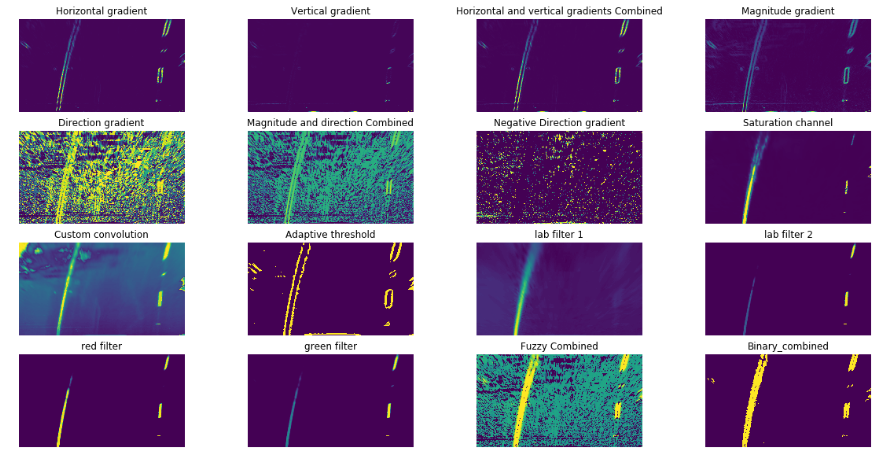 Horizontal gradient
Vertical gradient
Horizontal and vertical gradients Combined
Magnitude gradient
Direction gradient
Magnitude and direction Combined
Negative Direction gradient
Saturation channel
Custom convolution
Adaptive threshold
lab filter 1
lab filter 2
red filter
green filter
Fuzzy Combined
Binary_combined